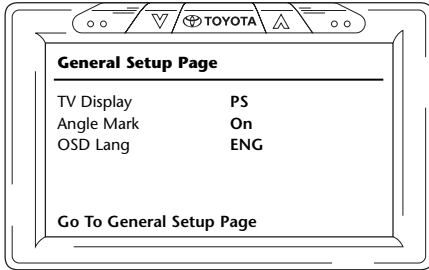 TOYOTA
General Setup Page
TV Display PS
Angle Mark On
OSD Lang ENG
Go To General Setup Page